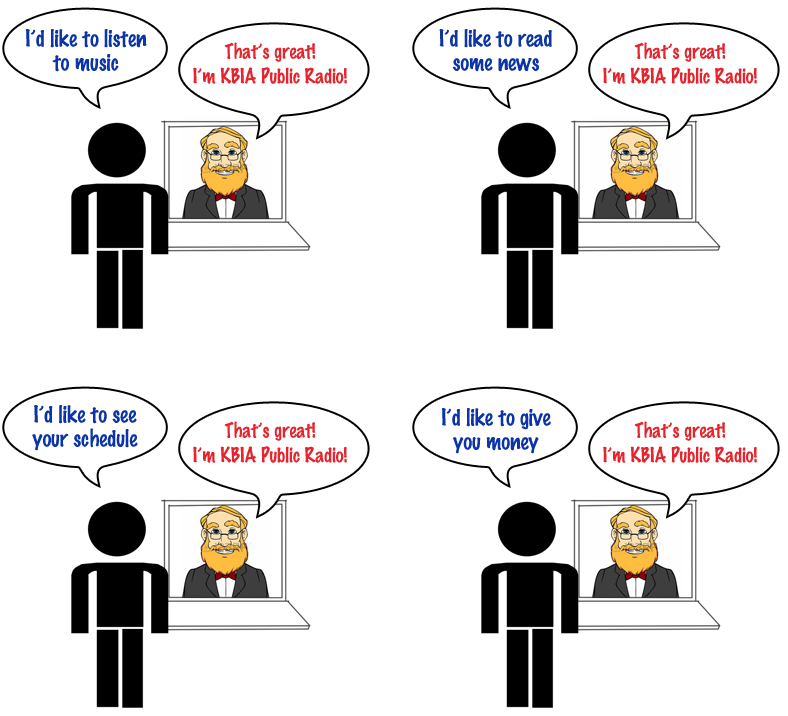 I'd like to listen
to music
That's great!
I'm KBIA Public Radio!
I'd like to read
some news
That's great!
I'm KBIA Public Radio!
I'd like to see
your schedule
That's great!
I'm KBIA Public Radio!
I'd like to give
you money
That's great!
I'm KBIA Public Radio!